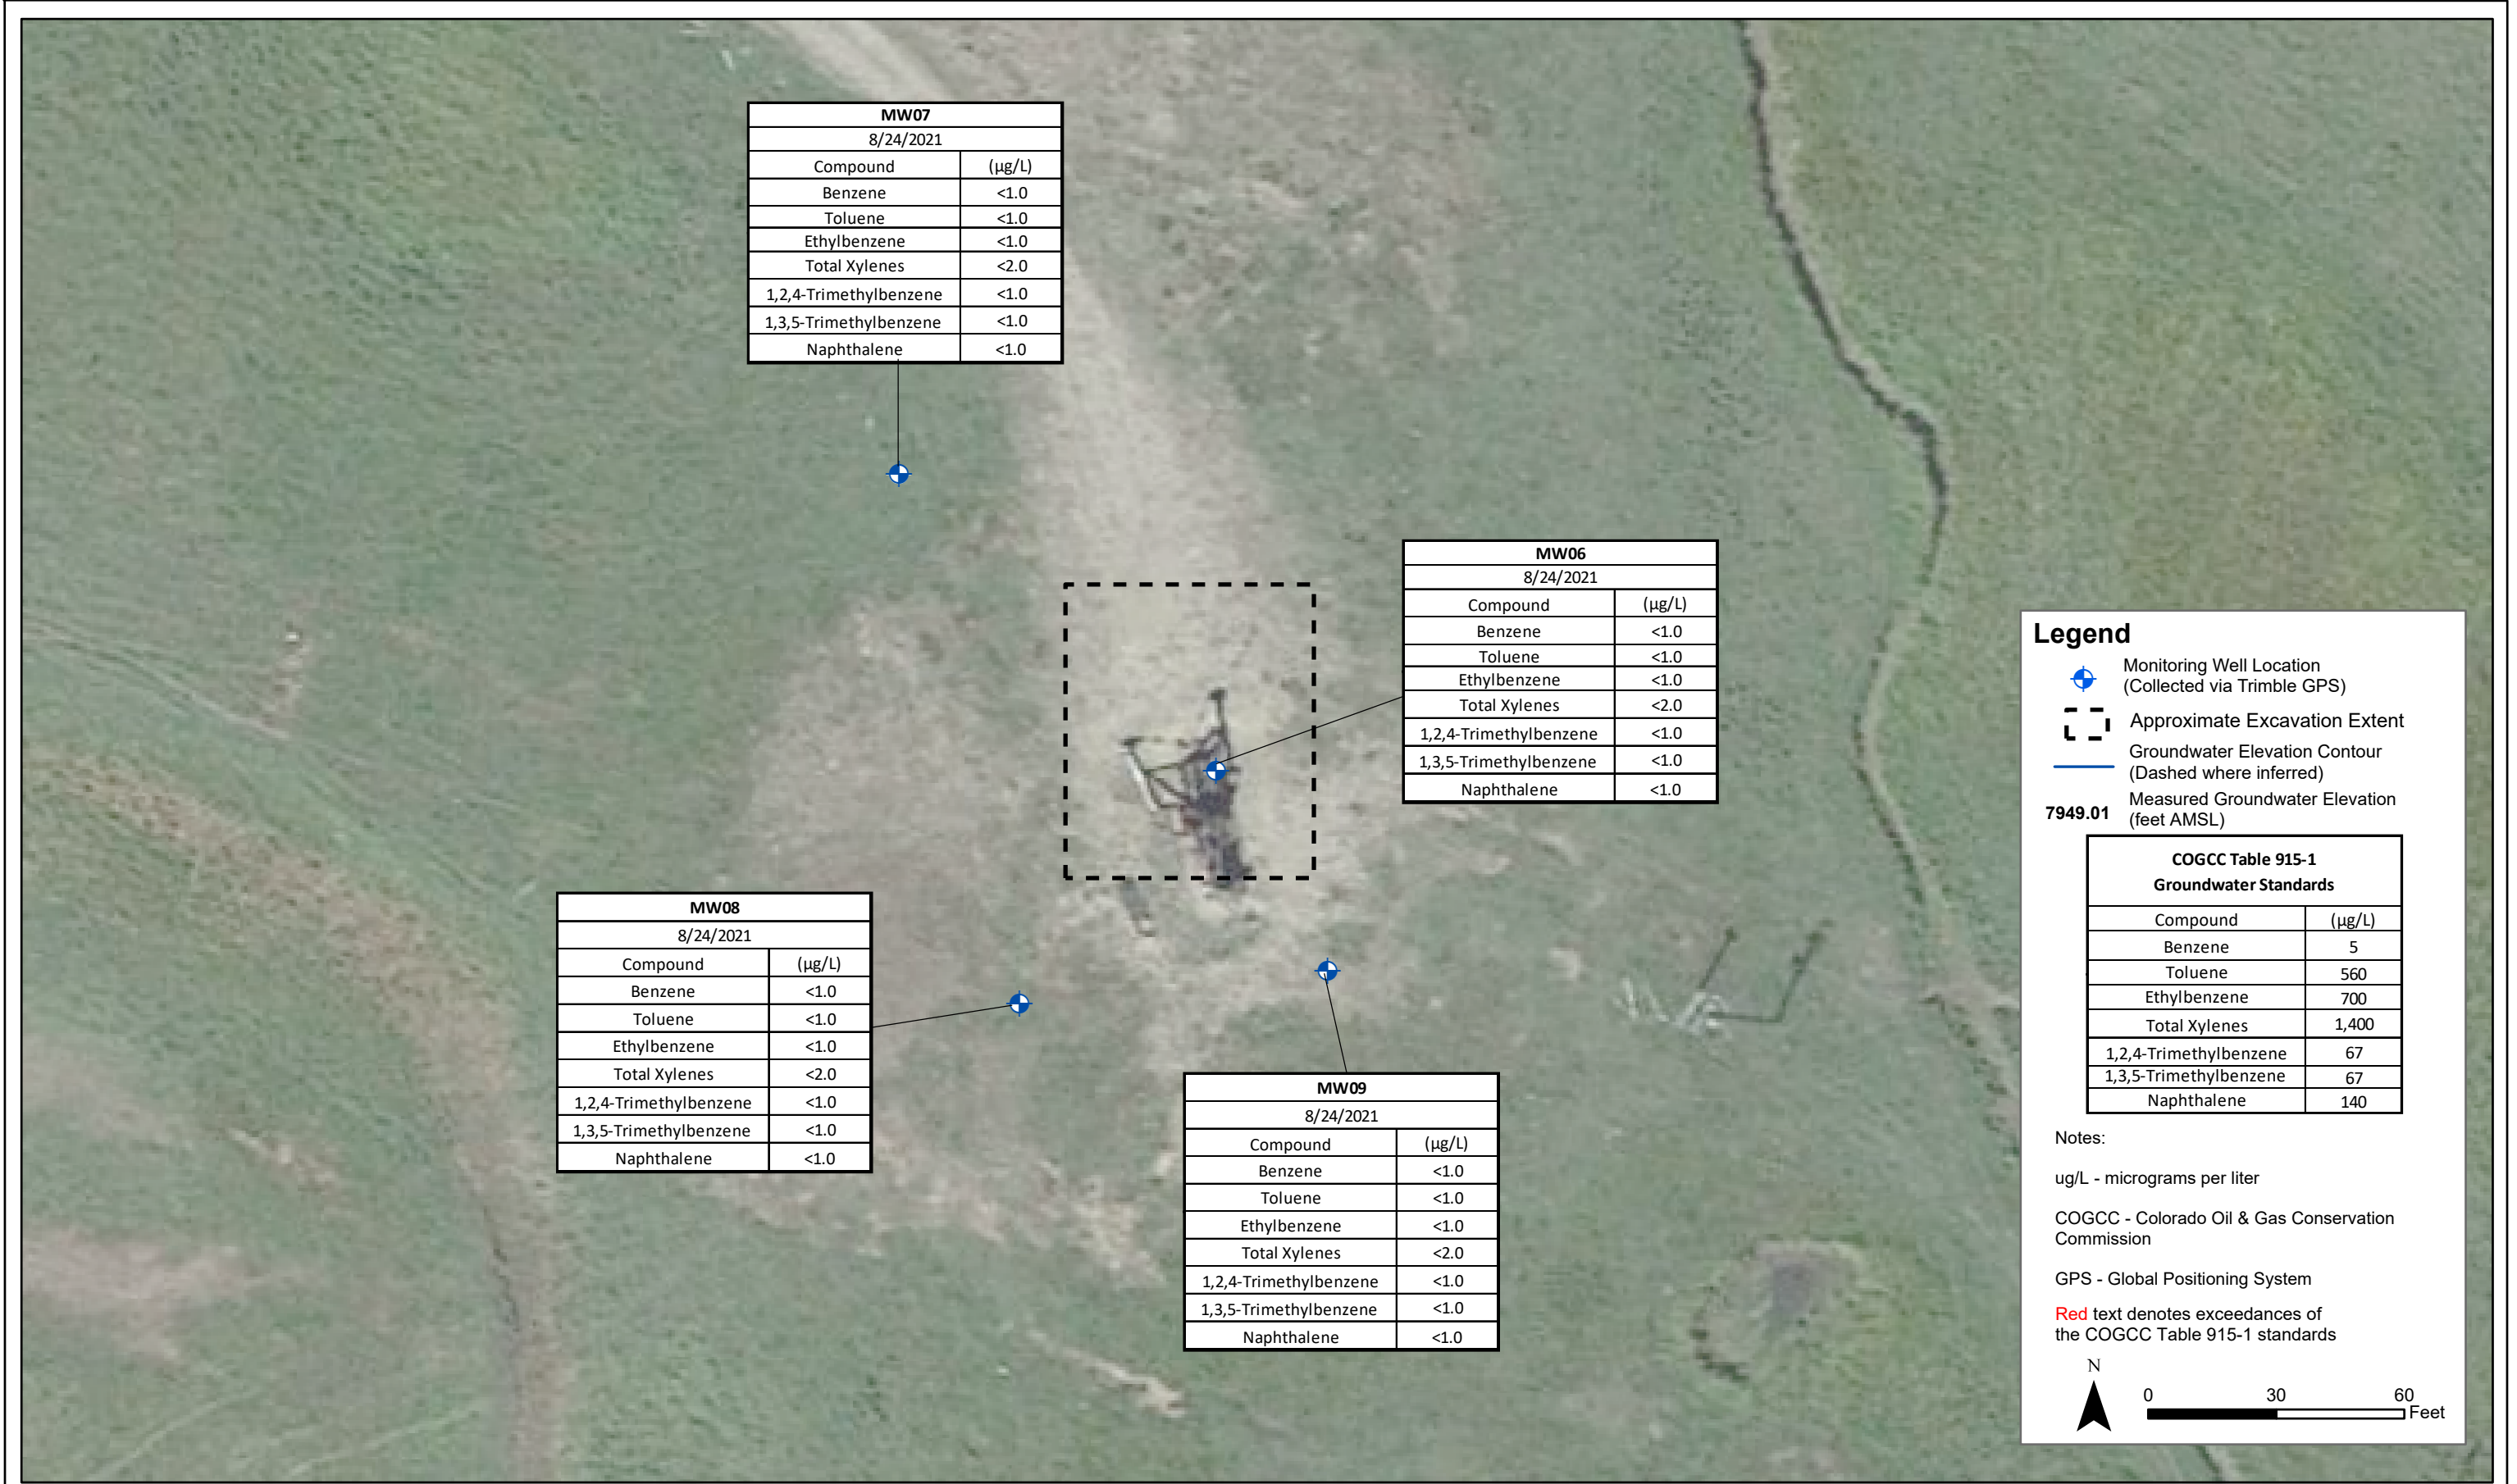 MW07
8/24/2021
Compound (µg/L)
Benzene <1.0
Toluene <1.0
Ethylbenzene <1.0
Total Xylenes <2.0
1,2,4-Trimethylbenzene <1.0
1,3,5-Trimethylbenzene <1.0
Naphthalene <1.0
MW06
8/24/2021
Compound (µg/L)
Benzene <1.0
Toluene <1.0
Ethylbenzene <1.0
Total Xylenes <2.0
1,2,4-Trimethylbenzene <1.0
1,3,5-Trimethylbenzene <1.0
Naphthalene <1.0
MW08
8/24/2021
Compound (µg/L)
Benzene <1.0
Toluene <1.0
Ethylbenzene <1.0
Total Xylenes <2.0
1,2,4-Trimethylbenzene <1.0
1,3,5-Trimethylbenzene <1.0
Naphthalene <1.0
MW09
8/24/2021
Compound (µg/L)
Benzene <1.0
Toluene <1.0
Ethylbenzene <1.0
Total Xylenes <2.0
1,2,4-Trimethylbenzene <1.0
1,3,5-Trimethylbenzene <1.0
Naphthalene <1.0
Legend
Monitoring Well Location
(Collected via Trimble GPS)
Approximate Excavation Extent
Groundwater Elevation Contour
(Dashed where inferred)
7949.01 Measured Groundwater Elevation
(feet AMSL)
COGCC Table 915-1
Groundwater Standards
Compound (µg/L)
Benzene 5
Toluene 560
Ethylbenzene 700
Total Xylenes 1,400
1,2,4-Trimethylbenzene 67
1,3,5-Trimethylbenzene 67
Naphthalene 140
Notes:
ug/L - micrograms per liter
COGCC - Colorado Oil & Gas Conservation
Commission
GPS - Global Positioning System
Red text denotes exceedances of
the COGCC Table 915-1 standards
N
0 30 60
Feet